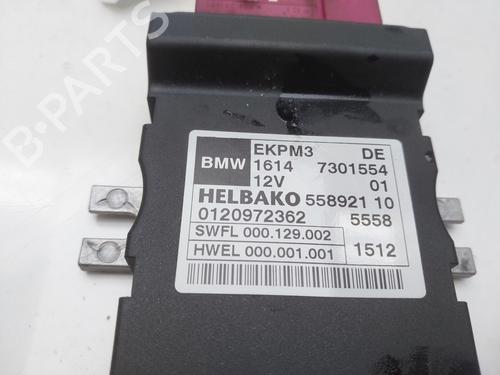 EKPM3 DE
BMW 1614 7301554
12V 01
HELBAKO 558921 10
0120972362 5558
SWFL 000.129.002
HWEL 000.001.001 1512
B-PARTS